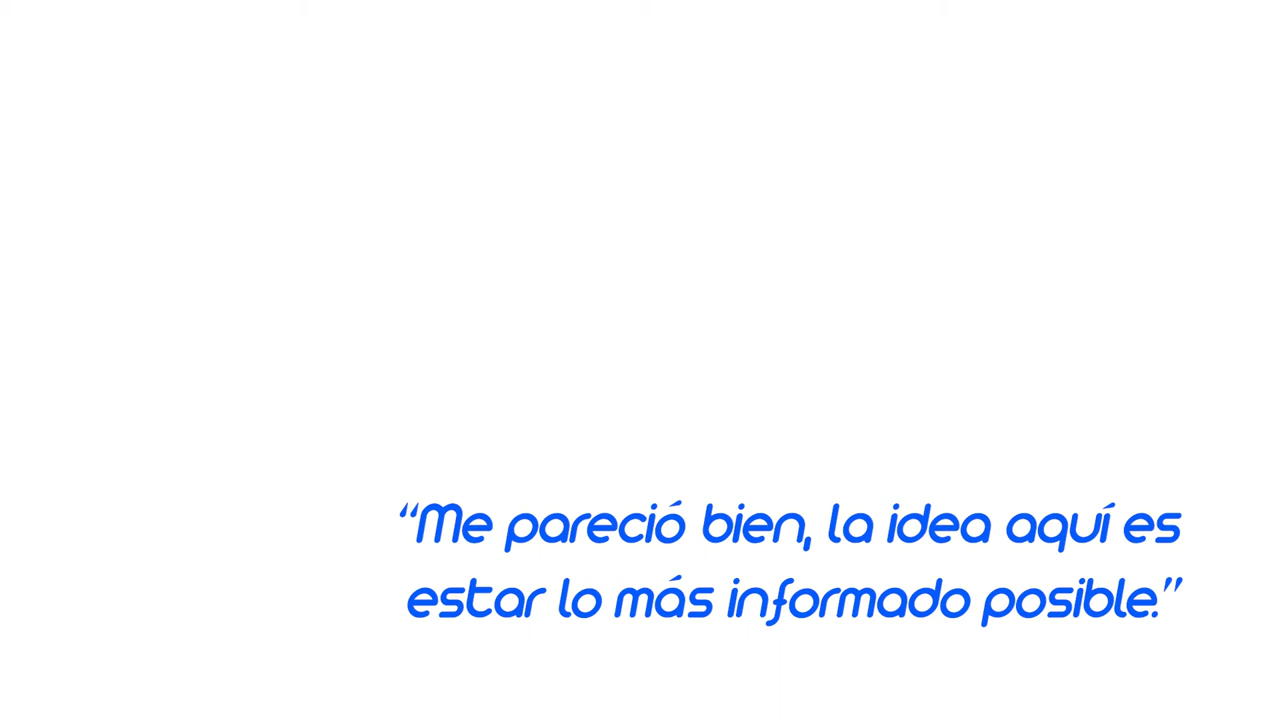 “Me pareció bien, la idea aquí es
estar lo más informado posible.”